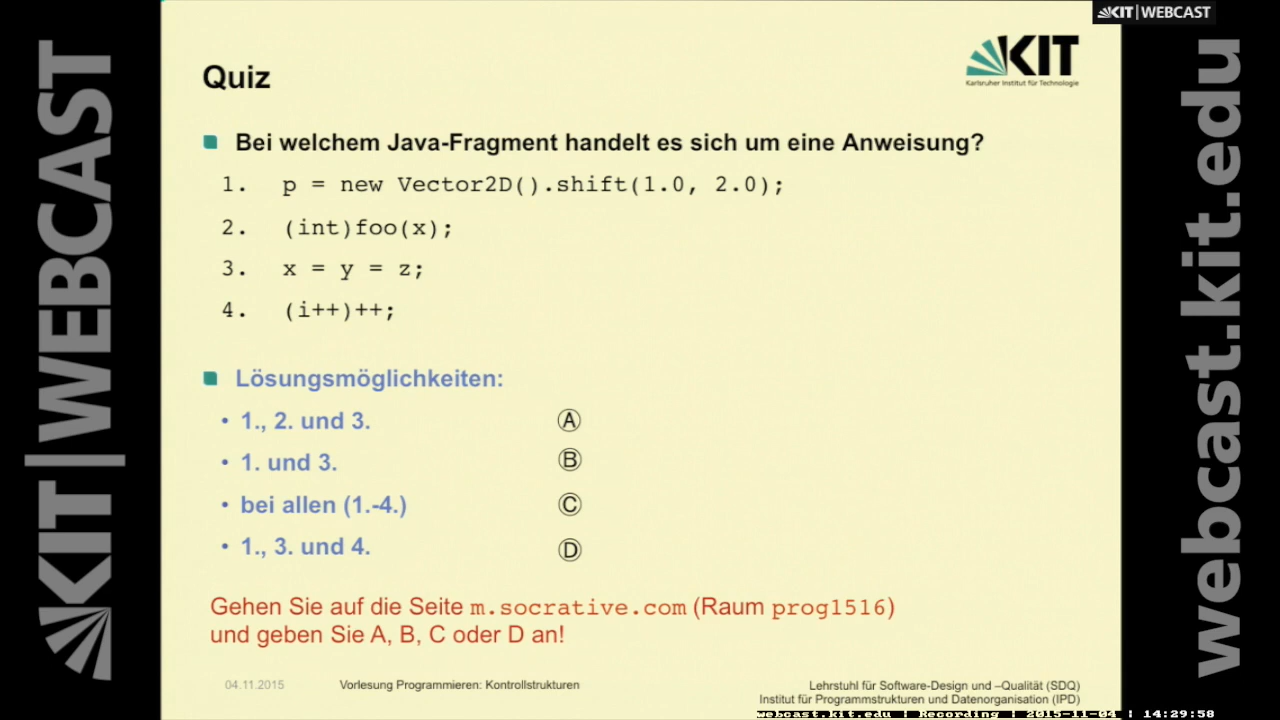 KIT|WEBCAST
KIT|WEBCAST
webcast.kit.edu
KIT
Karlsruher Institut für Technologie
Quiz
Bei welchem Java-Fragment handelt es sich um eine Anweisung?
1. p = new Vector2D().shift(1.0, 2.0);
2. (int)foo(x);
3. x = y = z;
4. (i++)++;
Lösungsmöglichkeiten:
• 1., 2. und 3. Ⓐ
• 1. und 3. Ⓑ
• bei allen (1.-4.) Ⓒ
• 1., 3. und 4. Ⓓ
Gehen Sie auf die Seite m.socrative.com (Raum prog1516)
und geben Sie A, B, C oder D an!
04.11.2015 Vorlesung Programmieren: Kontrollstrukturen
Lehrstuhl für Software-Design und –Qualität (SDQ)
Institut für Programmstrukturen und Datenorganisation (IPD)
webcast.kit.edu | Recording | 2015-11-04 | 14:29:58